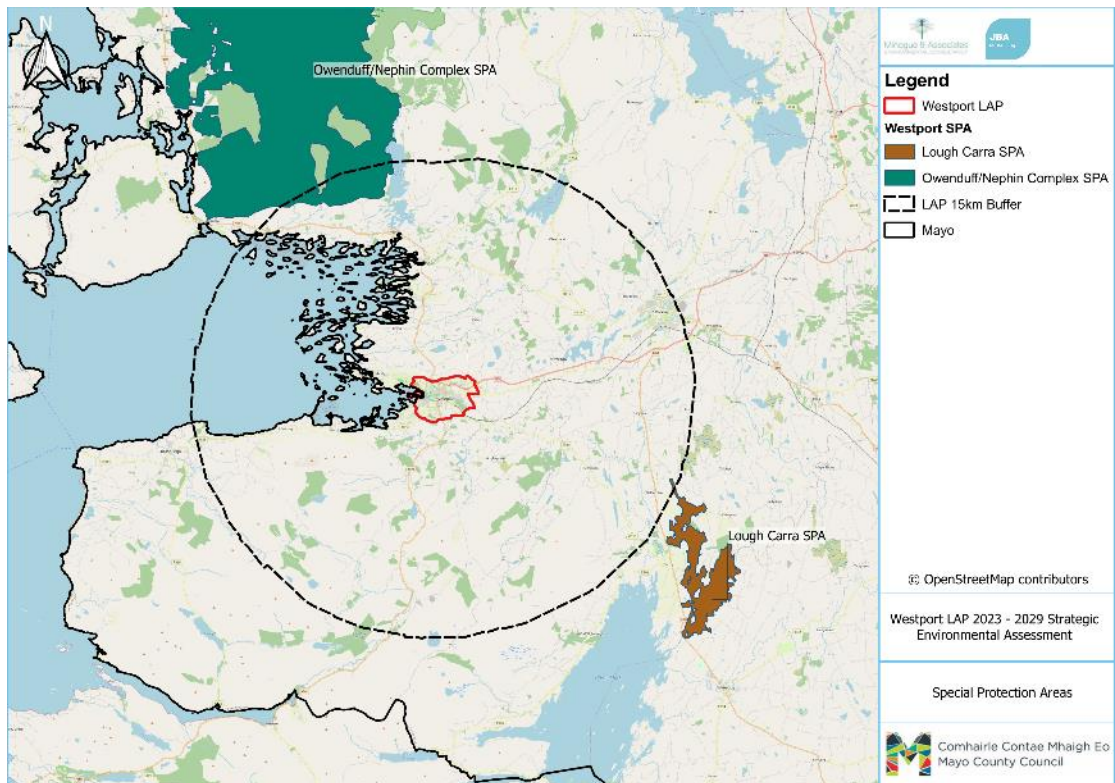 N
Owenduff/Nephin Complex SPA
Lough Carra SPA
Minogue & Associates
JBA
Legend
Westport LAP
Westport SPA
Lough Carra SPA
Owenduff/Nephin Complex SPA
LAP 15km Buffer
Mayo
© OpenStreetMap contributors
Westport LAP 2023 - 2029 Strategic
Environmental Assessment
Special Protection Areas
Comhairle Contae Mhaigh Eo
Mayo County Council